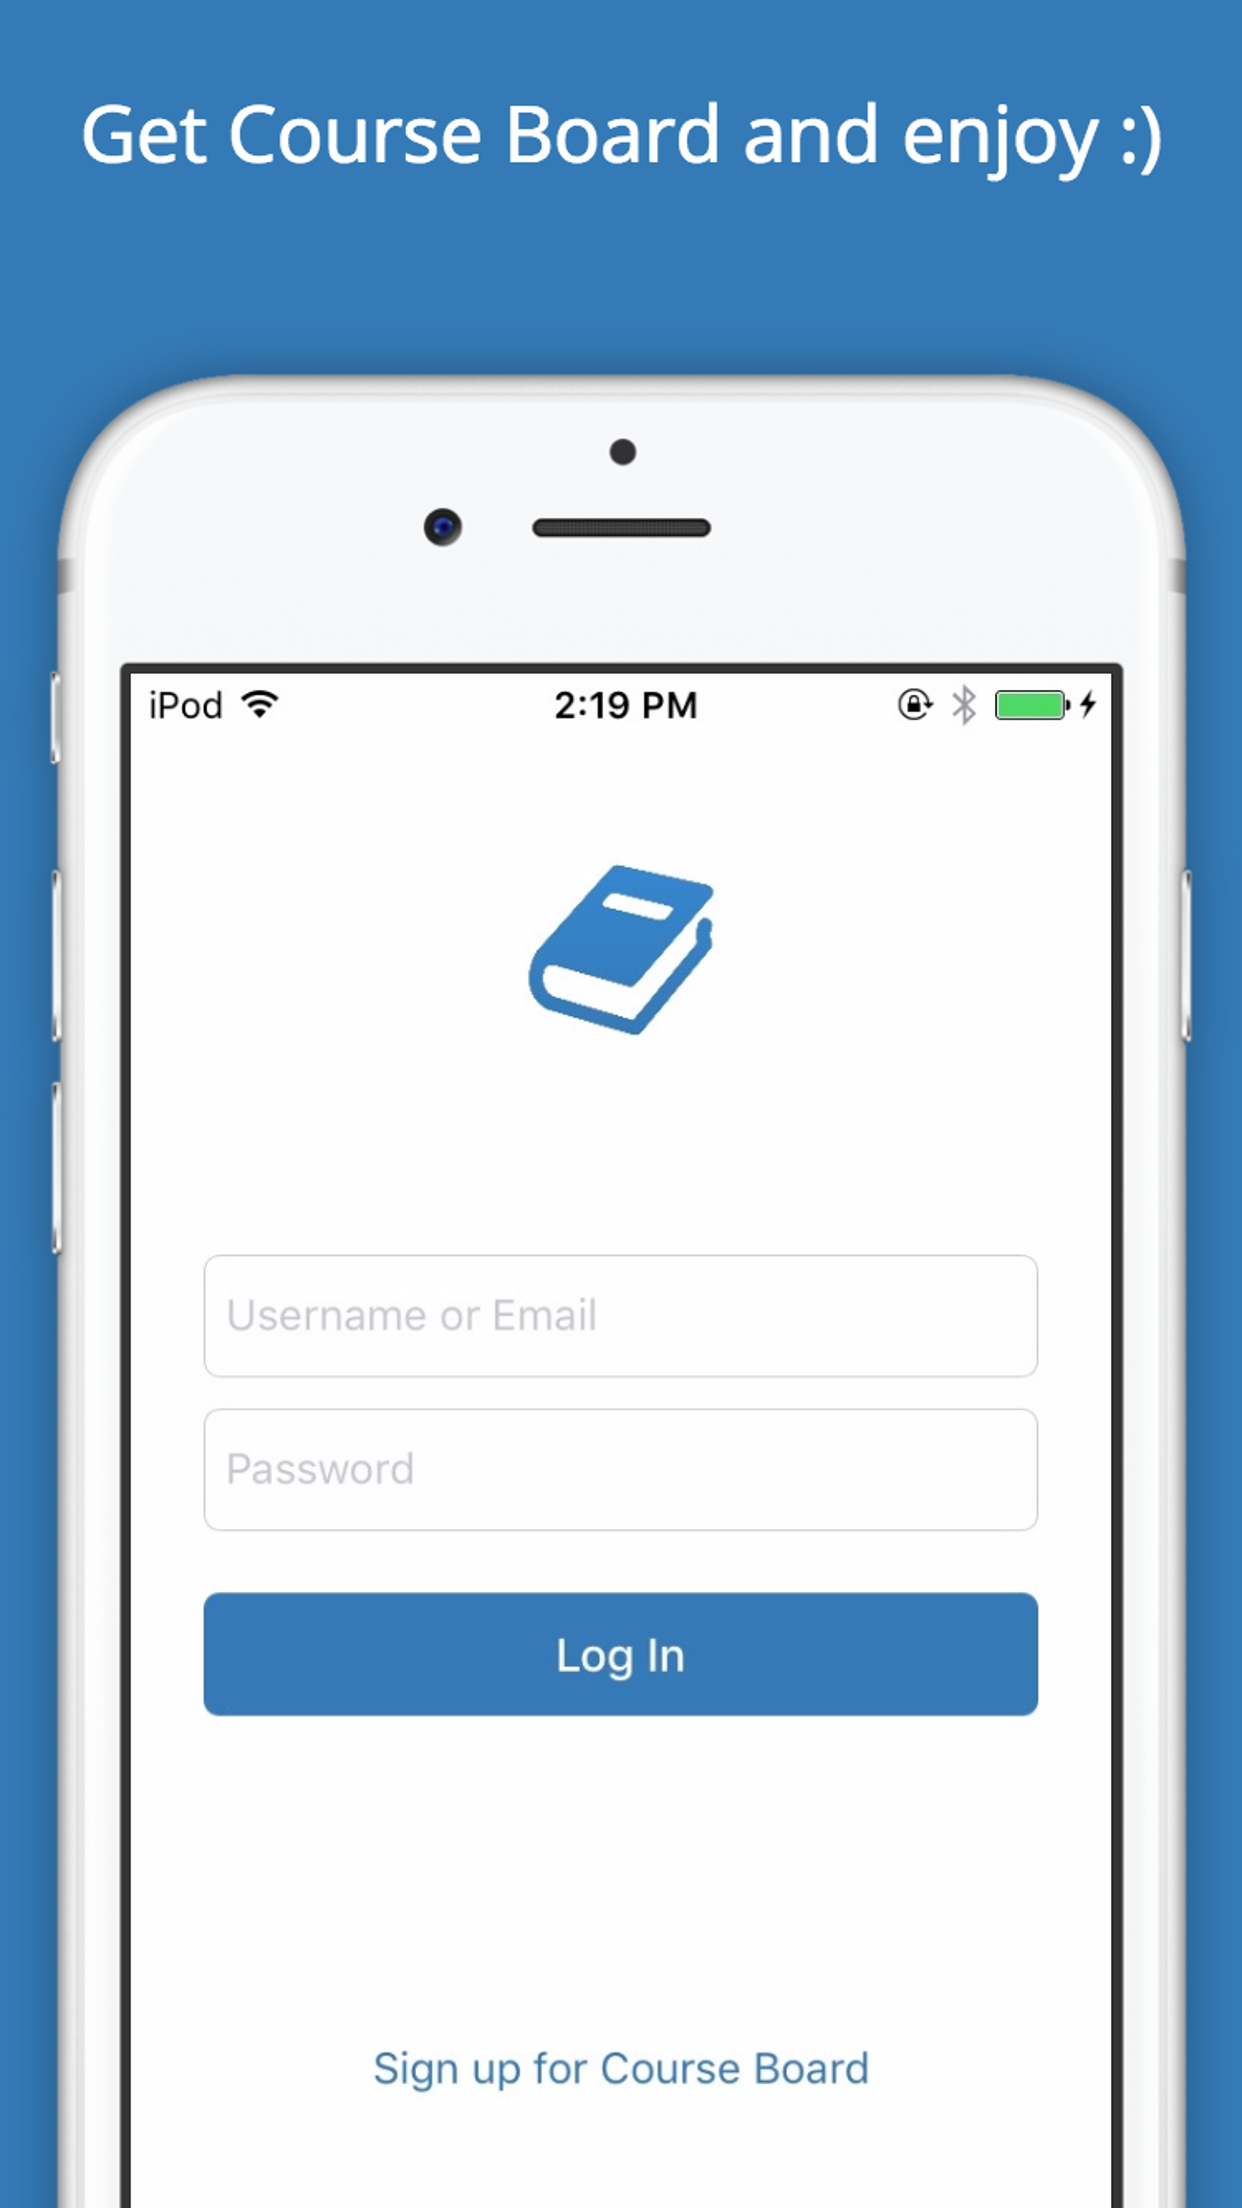 Get Course Board and enjoy :)
iPod 2:19 PM
Username or Email
Password
Log In
Sign up for Course Board